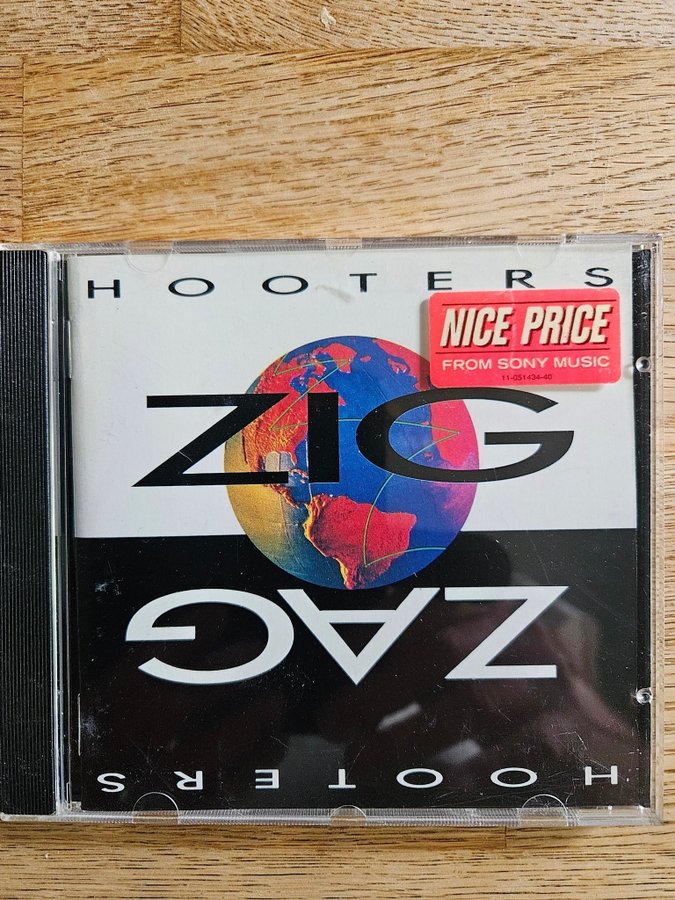 HOOTERS
NICE PRICE
FROM SONY MUSIC
11-051434-40
ZIG
ZAG
HOOTERS